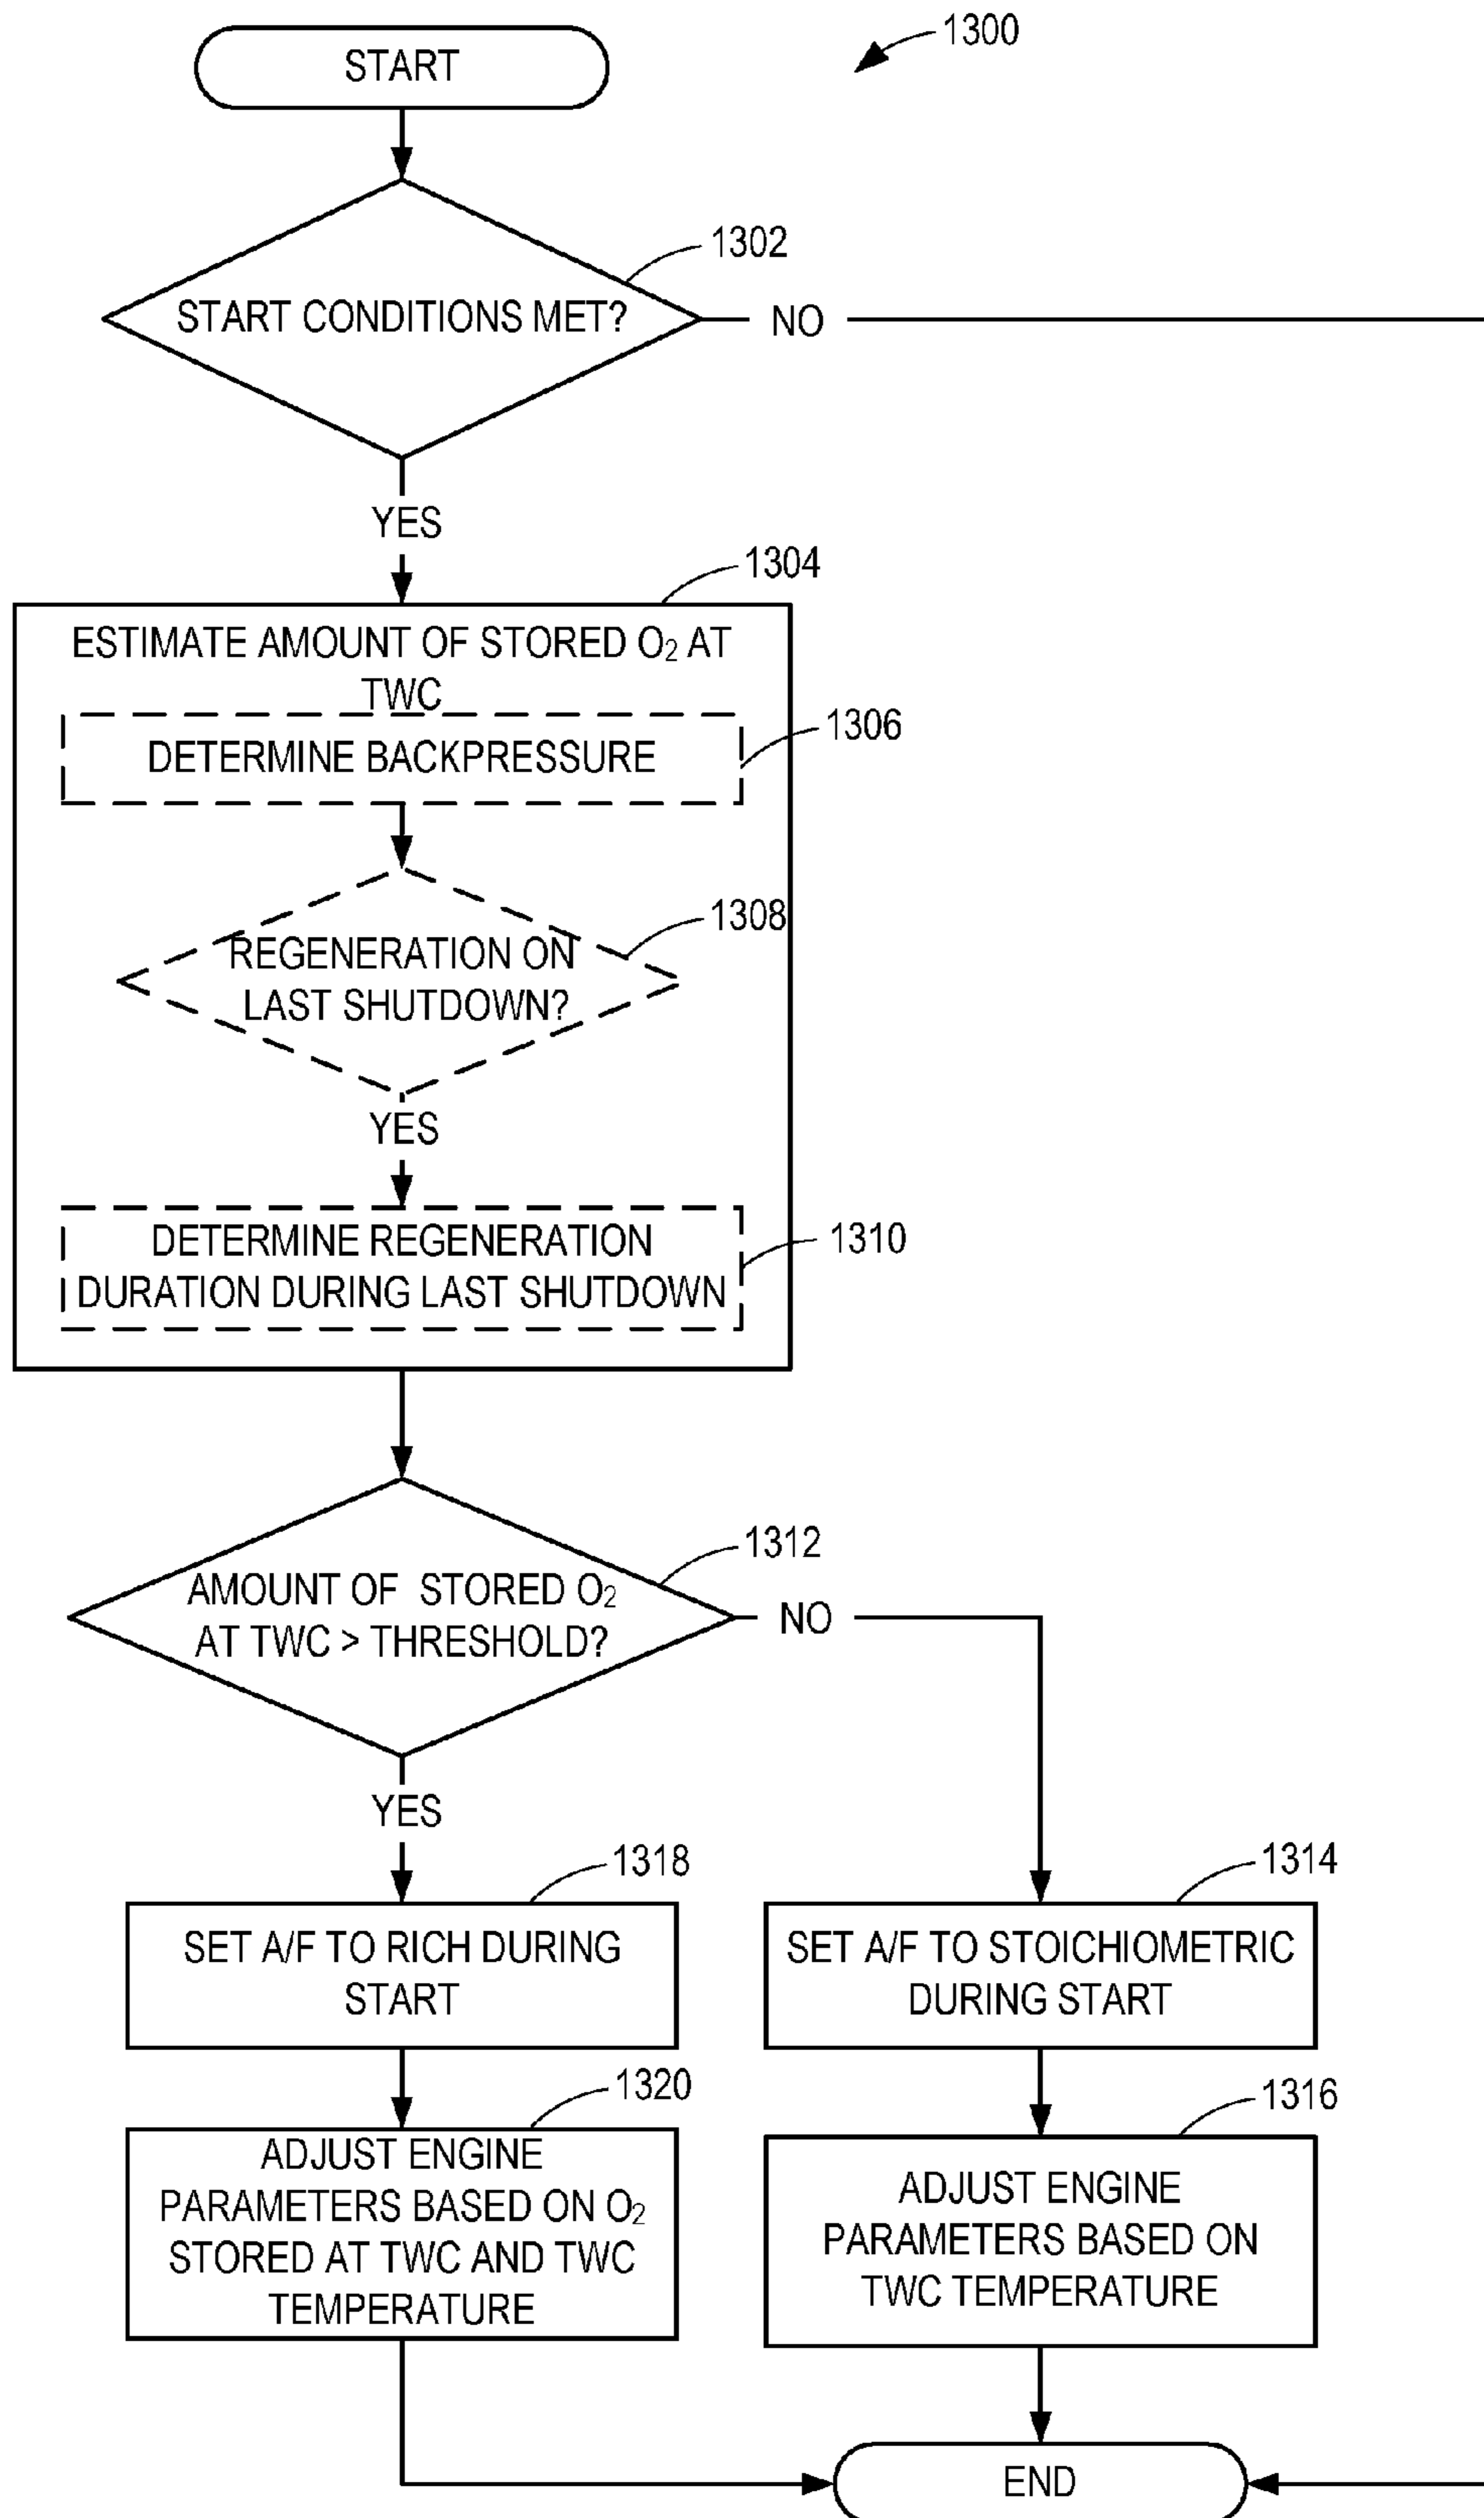 START
1300
1302
START CONDITIONS MET?
NO
YES
1304
ESTIMATE AMOUNT OF STORED O₂ AT
TWC
1306
DETERMINE BACKPRESSURE
1308
REGENERATION ON
LAST SHUTDOWN?
YES
1310
DETERMINE REGENERATION
DURATION DURING LAST SHUTDOWN
1312
AMOUNT OF STORED O₂
AT TWC > THRESHOLD?
NO
YES
1318
SET A/F TO RICH DURING
START
1314
SET A/F TO STOICHIOMETRIC
DURING START
1320
ADJUST ENGINE
PARAMETERS BASED ON O₂
STORED AT TWC AND TWC
TEMPERATURE
1316
ADJUST ENGINE
PARAMETERS BASED ON
TWC TEMPERATURE
END